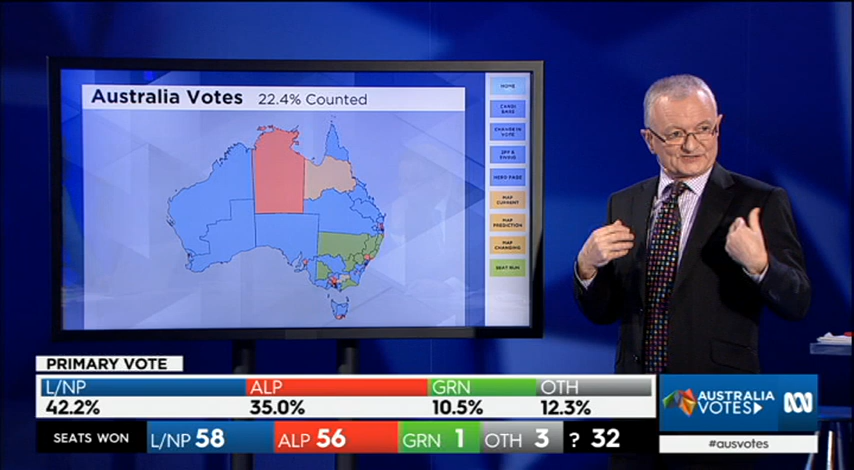 Australia Votes 22.4% Counted
HOME
CANDI
DATE
CHANGE IN
VOTE
2PP &
SWING
HERO PAGE
MAP
CURRENT
MAP
PREDICTION
MAP
CHANGING
SEAT RUN
PRIMARY VOTE
L/NP ALP GRN OTH
42.2% 35.0% 10.5% 12.3%
SEATS WON L/NP 58 ALP 56 GRN 1 OTH 3 ? 32
AUSTRALIA
VOTES
ABC
#ausvotes